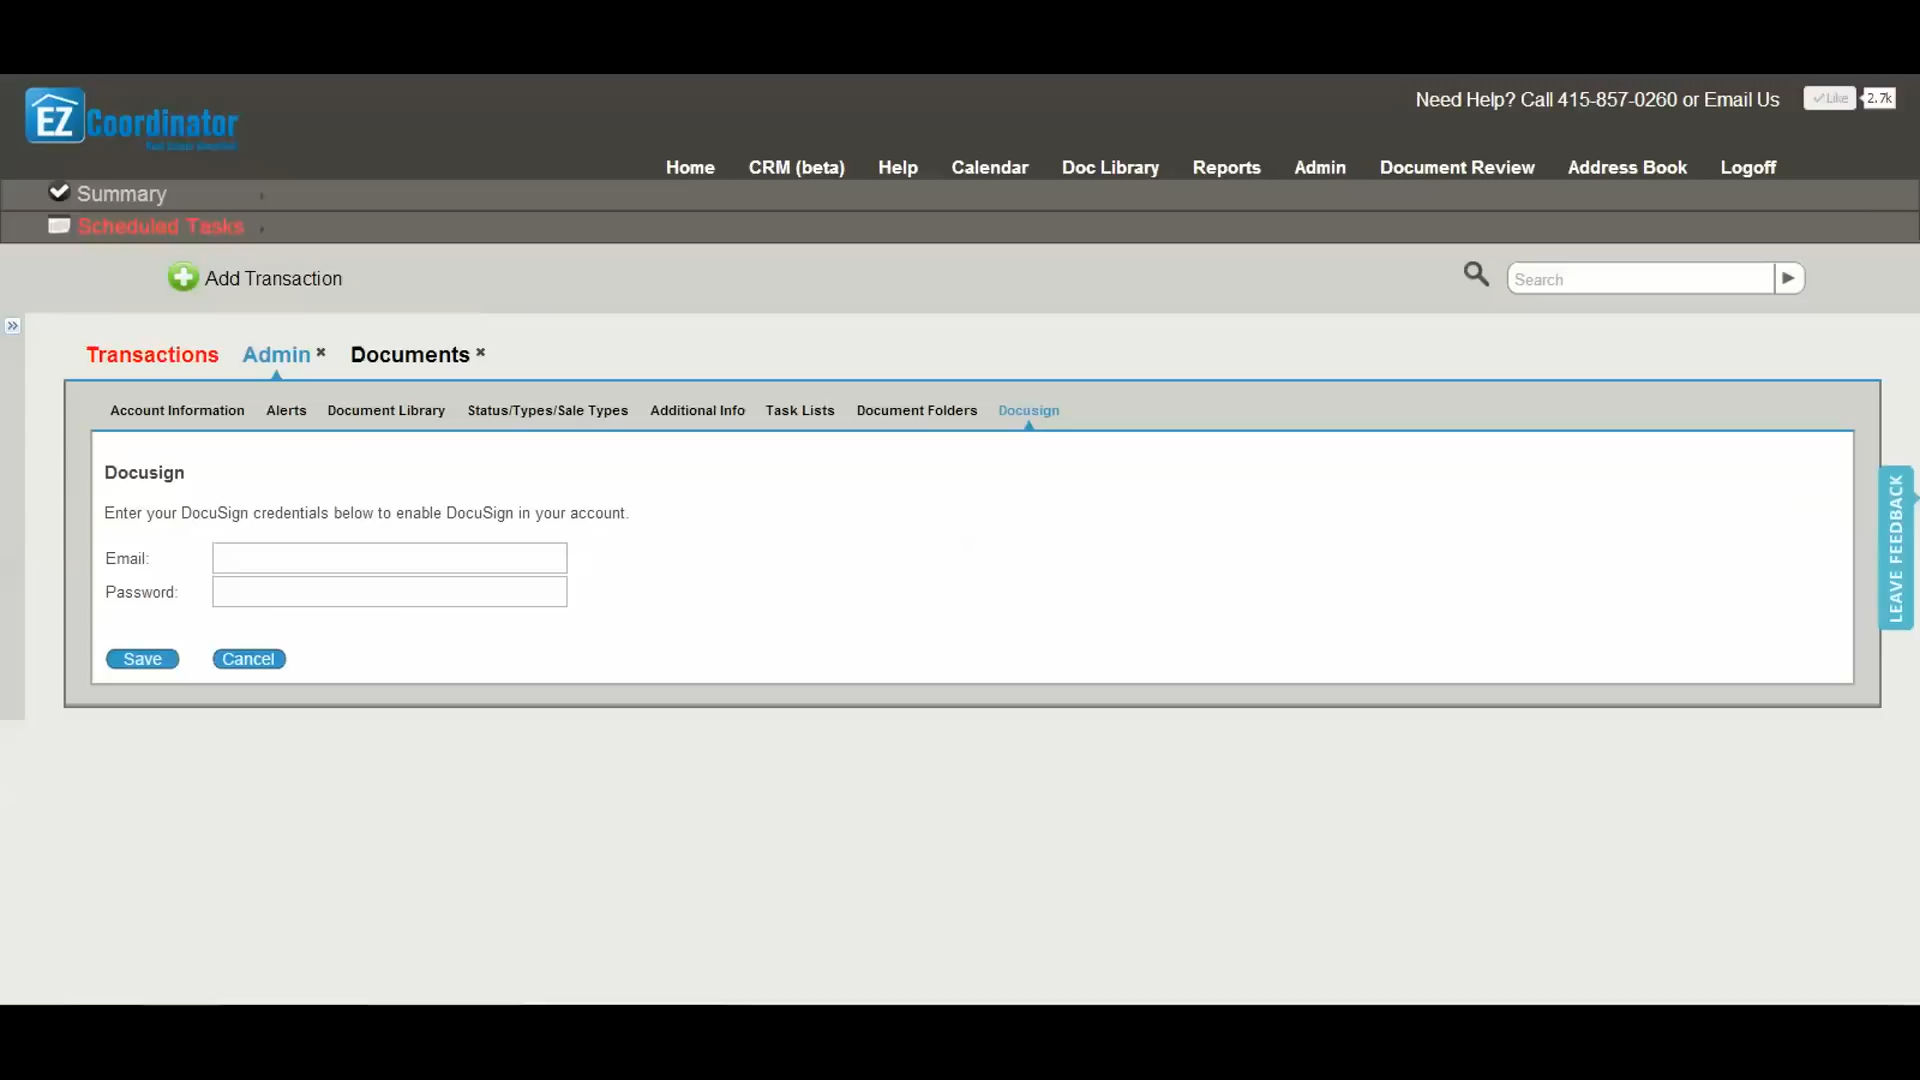 Need Help? Call 415-857-0260 or Email Us
Like
2.7k
EZ Coordinator
Home CRM (beta) Help Calendar Doc Library Reports Admin Document Review Address Book Logoff
Summary
Scheduled Tasks
Add Transaction
Search
Transactions Admin Documents
Account Information Alerts Document Library Status/Types/Sale Types Additional Info Task Lists Document Folders Docusign
Docusign
Enter your DocuSign credentials below to enable DocuSign in your account.
Email:
Password:
Save Cancel
LEAVE FEEDBACK